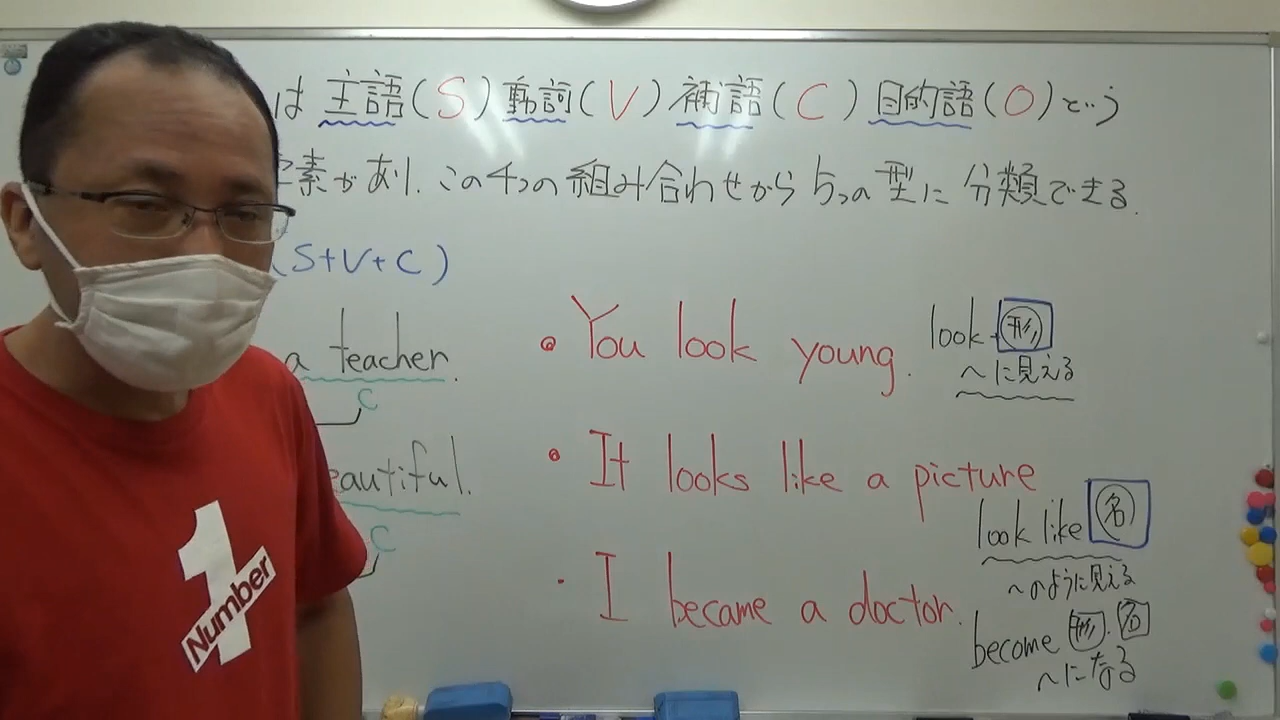 は 主語(S)動詞(V)補語(C)目的語(O)という
素があり、この4つの組み合わせから5つの型に分類できる.
(S+V+C)
a teacher.
C
eautiful.
C
• You look young.
look 形
〜に見える
• It looks like a picture
look like 名
〜のように見える
• I became a doctor.
become 形.名
〜になる
1
Number